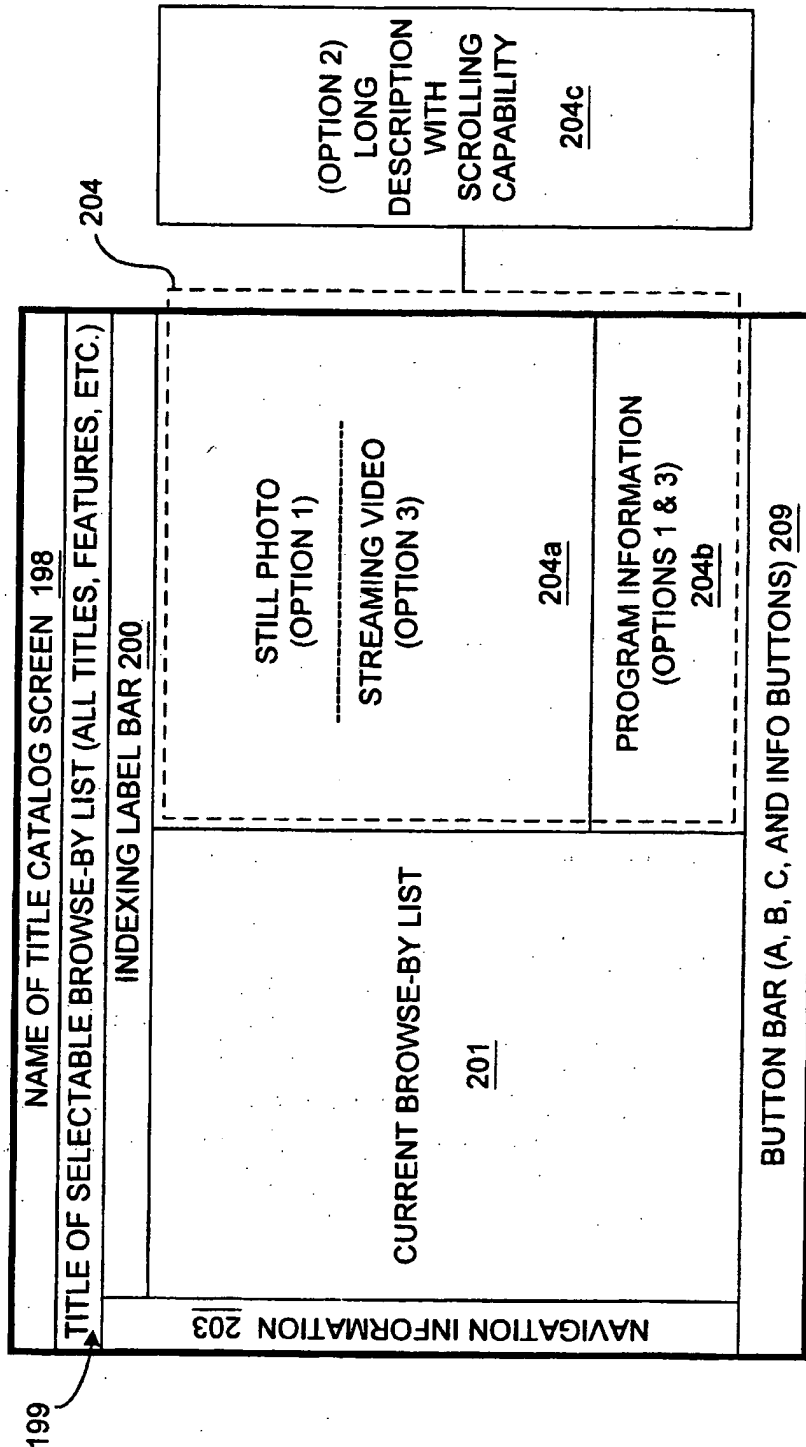 NAME OF TITLE CATALOG SCREEN 198
TITLE OF SELECTABLE BROWSE-BY LIST (ALL TITLES, FEATURES, ETC.)
199
INDEXING LABEL BAR 200
204
NAVIGATION INFORMATION 203
CURRENT BROWSE-BY LIST
201
STILL PHOTO
(OPTION 1)
STREAMING VIDEO
(OPTION 3)
204a
PROGRAM INFORMATION
(OPTIONS 1 & 3)
204b
(OPTION 2)
LONG
DESCRIPTION
WITH
SCROLLING
CAPABILITY
204c
BUTTON BAR (A, B, C, AND INFO BUTTONS) 209